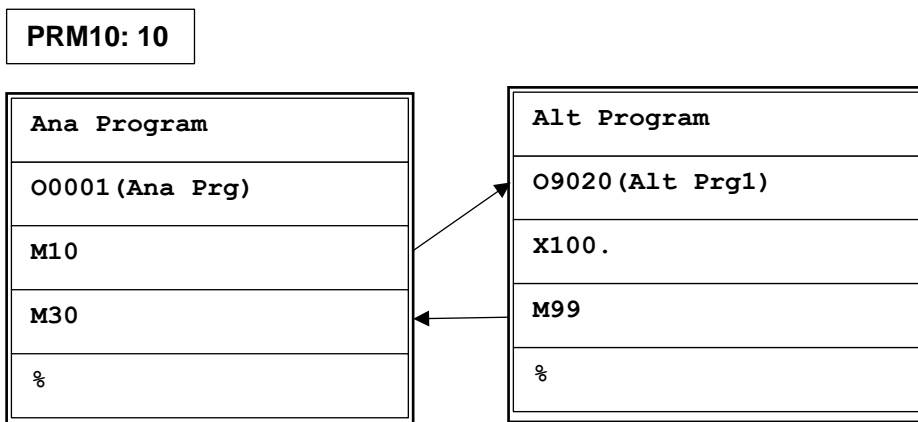 PRM10: 10
Ana Program
O0001(Ana Prg)
M10
M30
%
Alt Program
O9020(Alt Prg1)
X100.
M99
%